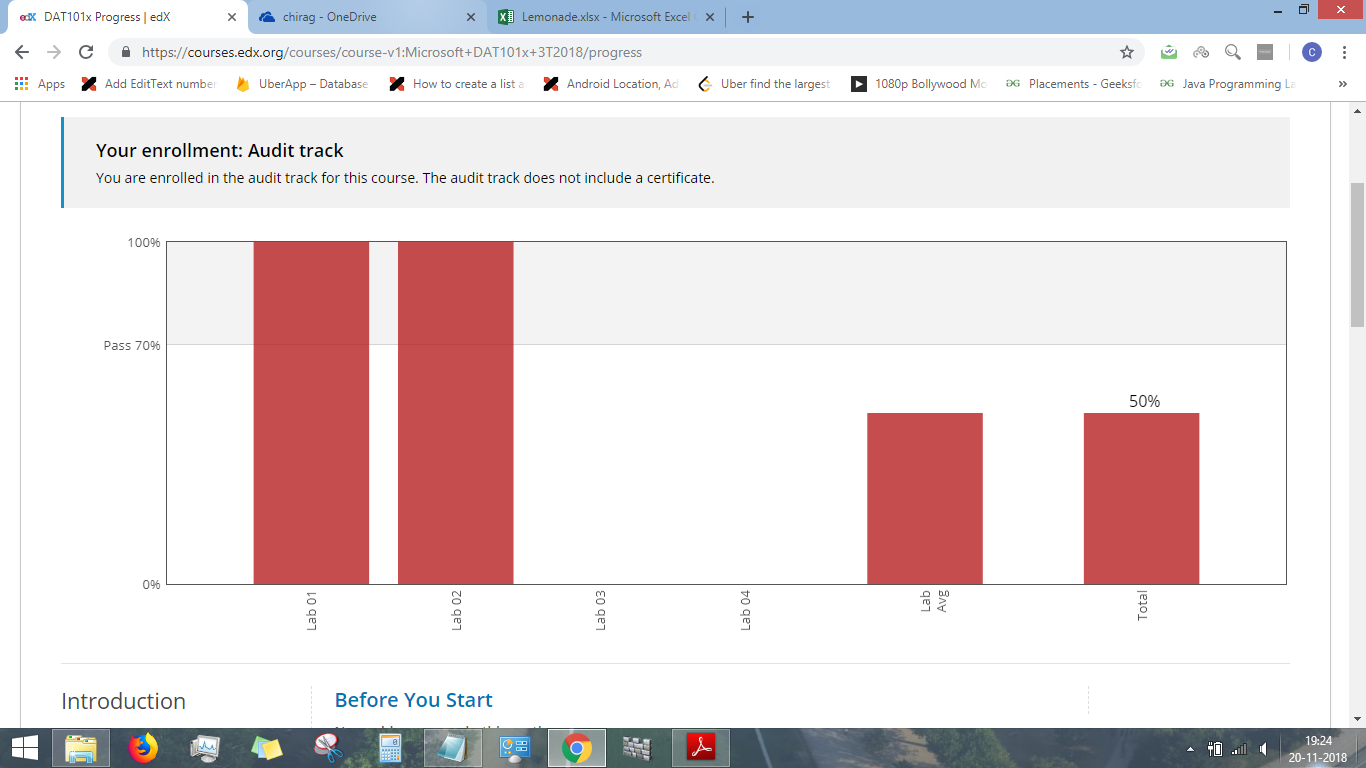 edX DAT101x Progress | edX
chirag - OneDrive
Lemonade.xlsx - Microsoft Excel
https://courses.edx.org/courses/course-v1:Microsoft+DAT101x+3T2018/progress
C
Apps
Add EditText number
UberApp – Database
How to create a list a
Android Location, Ad
Uber find the largest
1080p Bollywood Mo
Placements - Geeksfo
Java Programming La
»
Your enrollment: Audit track
You are enrolled in the audit track for this course. The audit track does not include a certificate.
100%
Pass 70%
50%
0%
Lab 01
Lab 02
Lab 03
Lab 04
Lab
Avg
Total
Introduction
Before You Start
19:24
20-11-2018